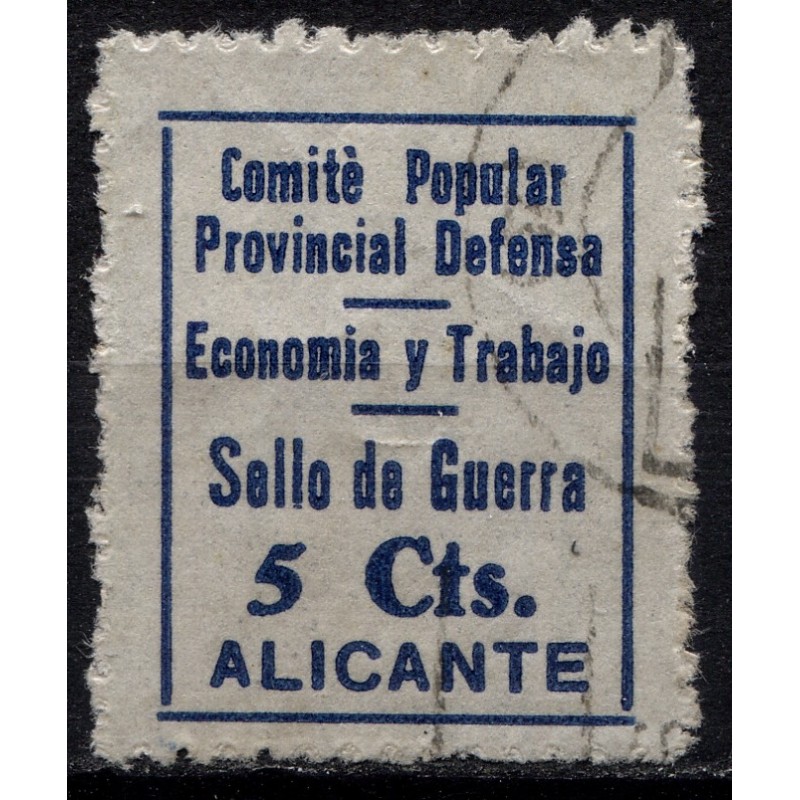 Comitè Popular
Provincial Defensa
Economia y Trabajo
Sello de Guerra
5 Cts.
ALICANTE